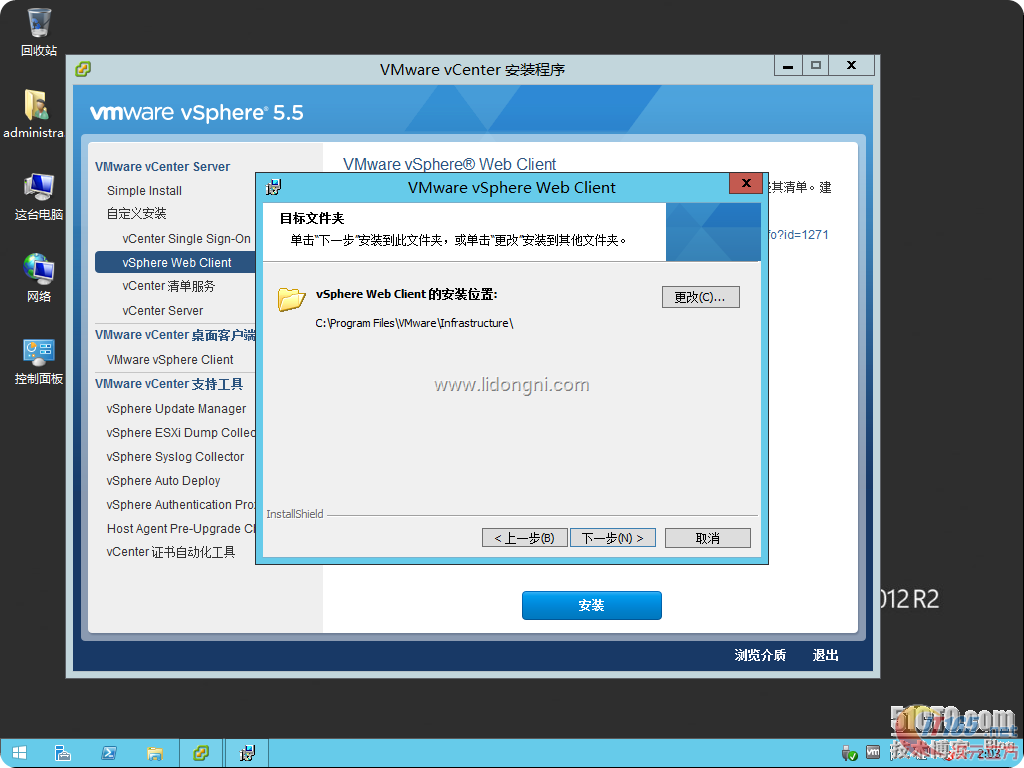 回收站
administra
这台电脑
网络
控制面板
VMware vCenter 安装程序
vmware vSphere® 5.5
VMware vCenter Server
Simple Install
自定义安装
vCenter Single Sign-On
vSphere Web Client
vCenter 清单服务
vCenter Server
VMware vCenter 桌面客户端
VMware vSphere Client
VMware vCenter 支持工具
vSphere Update Manager
vSphere ESXi Dump Collec
vSphere Syslog Collector
vSphere Auto Deploy
vSphere Authentication Pro
Host Agent Pre-Upgrade C
vCenter 证书自动化工具
VMware vSphere® Web Client
其清单。建
fo?id=1271
VMware vSphere Web Client
目标文件夹
单击“下一步”安装到此文件夹，或单击“更改”安装到其他文件夹。
vSphere Web Client 的安装位置:
更改(C)...
C:\Program Files\VMware\Infrastructure\
www.lidongni.com
InstallShield
< 上一步(B)
下一步(N) >
取消
安装
浏览介质
退出
012 R2
51CTO.com
技术博客
Blog
2:03